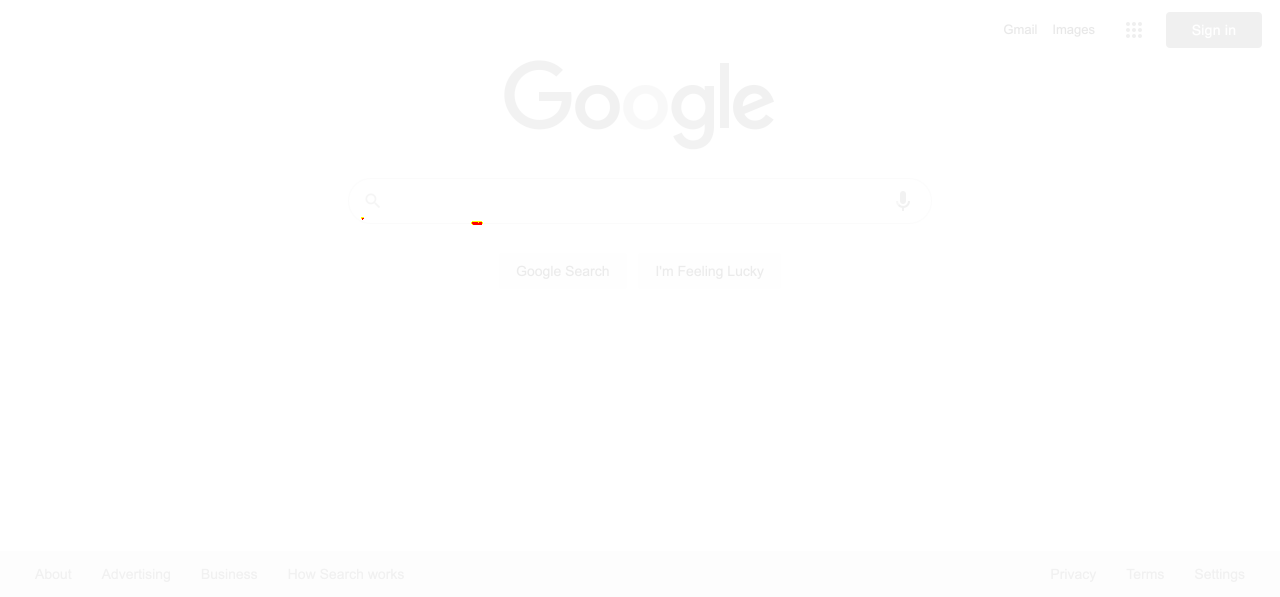 Gmail Images Sign in
Google
Google Search I'm Feeling Lucky
About Advertising Business How Search works Privacy Terms Settings